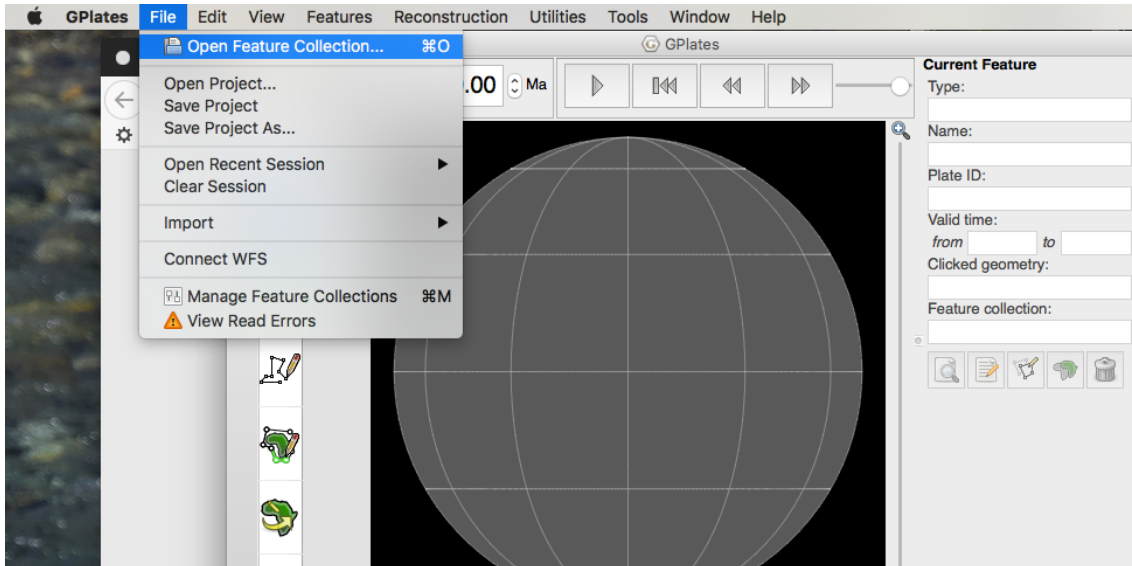 GPlates File Edit View Features Reconstruction Utilities Tools Window Help
Open Feature Collection... ⌘O
Open Project...
Save Project
Save Project As...
Open Recent Session
Clear Session
Import
Connect WFS
Manage Feature Collections ⌘M
View Read Errors
GPlates
.00 Ma
Current Feature
Type:
Name:
Plate ID:
Valid time:
from to
Clicked geometry:
Feature collection: